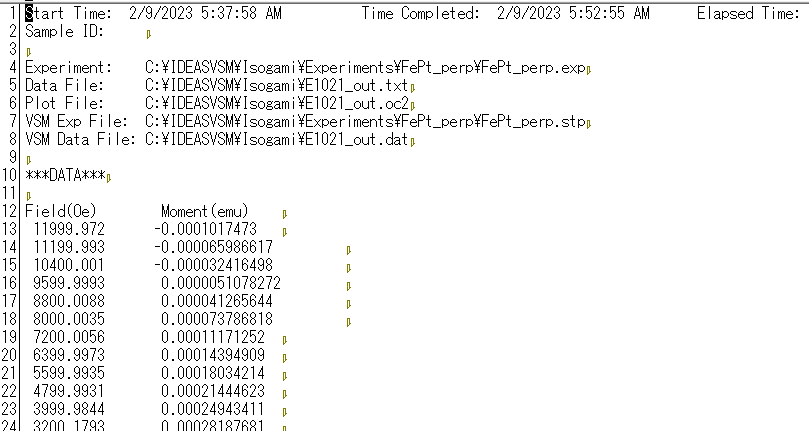 1 Start Time: 2/9/2023 5:37:58 AM Time Completed: 2/9/2023 5:52:55 AM Elapsed Time:
2 Sample ID:
3
4 Experiment: C:¥IDEASVSM¥Isogami¥Experiments¥FePt_perp¥FePt_perp.exp
5 Data File: C:¥IDEASVSM¥Isogami¥E1021_out.txt
6 Plot File: C:¥IDEASVSM¥Isogami¥E1021_out.oc2
7 VSM Exp File: C:¥IDEASVSM¥Isogami¥Experiments¥FePt_perp¥FePt_perp.stp
8 VSM Data File: C:¥IDEASVSM¥Isogami¥E1021_out.dat
9
10 ***DATA***
11
12 Field(Oe) Moment(emu)
13 11999.972 -0.0001017473
14 11199.993 -0.000065986617
15 10400.001 -0.000032416498
16 9599.9993 0.0000051078272
17 8800.0088 0.000041265644
18 8000.0035 0.000073786818
19 7200.0056 0.00011171252
20 6399.9973 0.00014394909
21 5599.9935 0.00018034214
22 4799.9931 0.00021444623
23 3999.9844 0.00024943411
24 3200.1793 0.00028187681